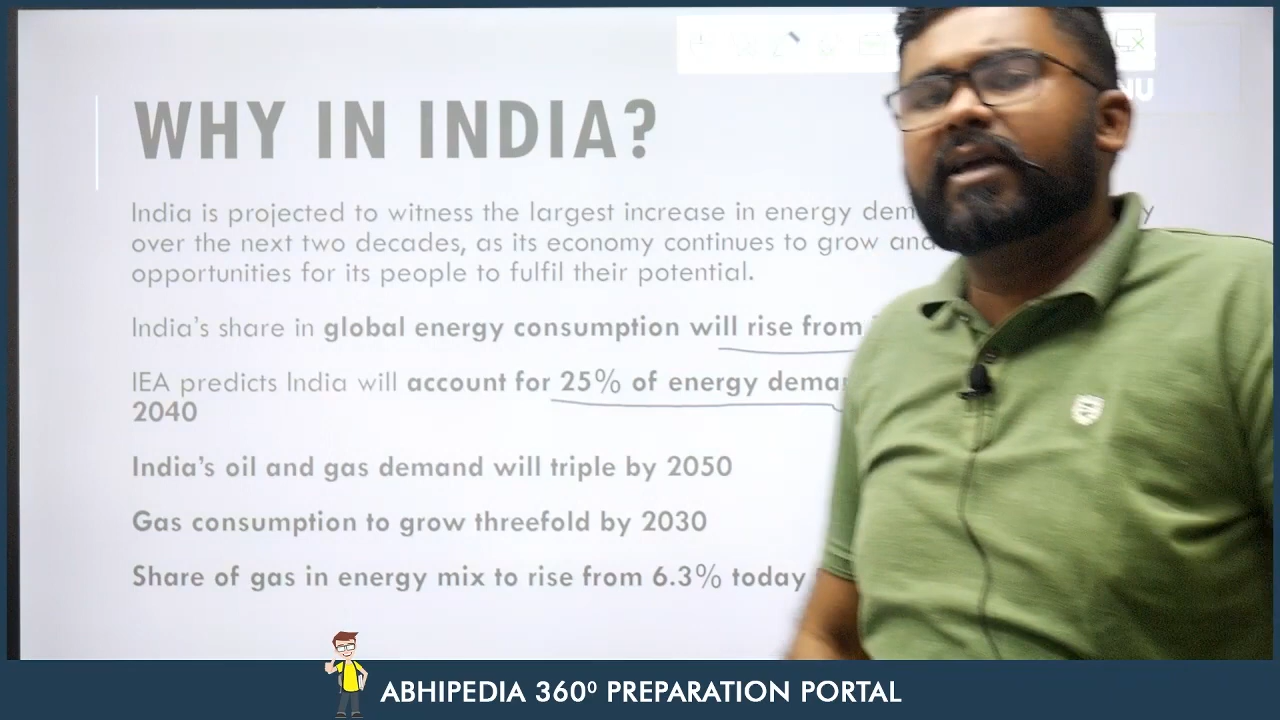 WHY IN INDIA?
India is projected to witness the largest increase in energy
over the next two decades, as its economy continues to grow and
opportunities for its people to fulfil their potential.
India's share in global energy consumption will rise from
IEA predicts India will account for 25% of energy
2040
India's oil and gas demand will triple by 2050
Gas consumption to grow threefold by 2030
Share of gas in energy mix to rise from 6.3% today
ABHIPEDIA 360⁰ PREPARATION PORTAL